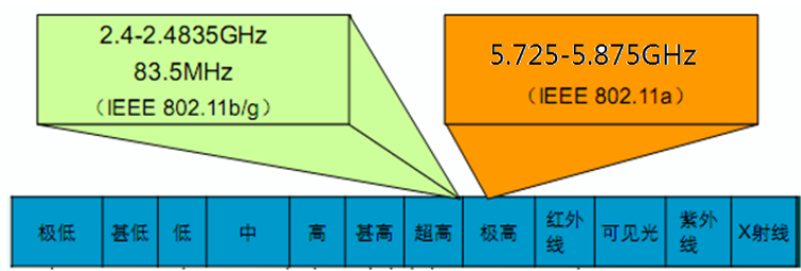 2.4-2.4835GHz
83.5MHz
（IEEE 802.11b/g）
5.725-5.875GHz
（IEEE 802.11a）
极低
甚低
低
中
高
甚高
超高
极高
红外
线
可见光
紫外
线
X射线